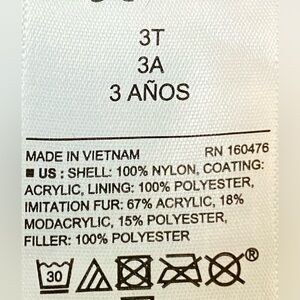 3T
3A
3 AÑOS
MADE IN VIETNAM RN 160476
■ US : SHELL: 100% NYLON, COATING:
ACRYLIC, LINING: 100% POLYESTER,
IMITATION FUR: 67% ACRYLIC, 18%
MODACRYLIC, 15% POLYESTER,
FILLER: 100% POLYESTER
30 ®